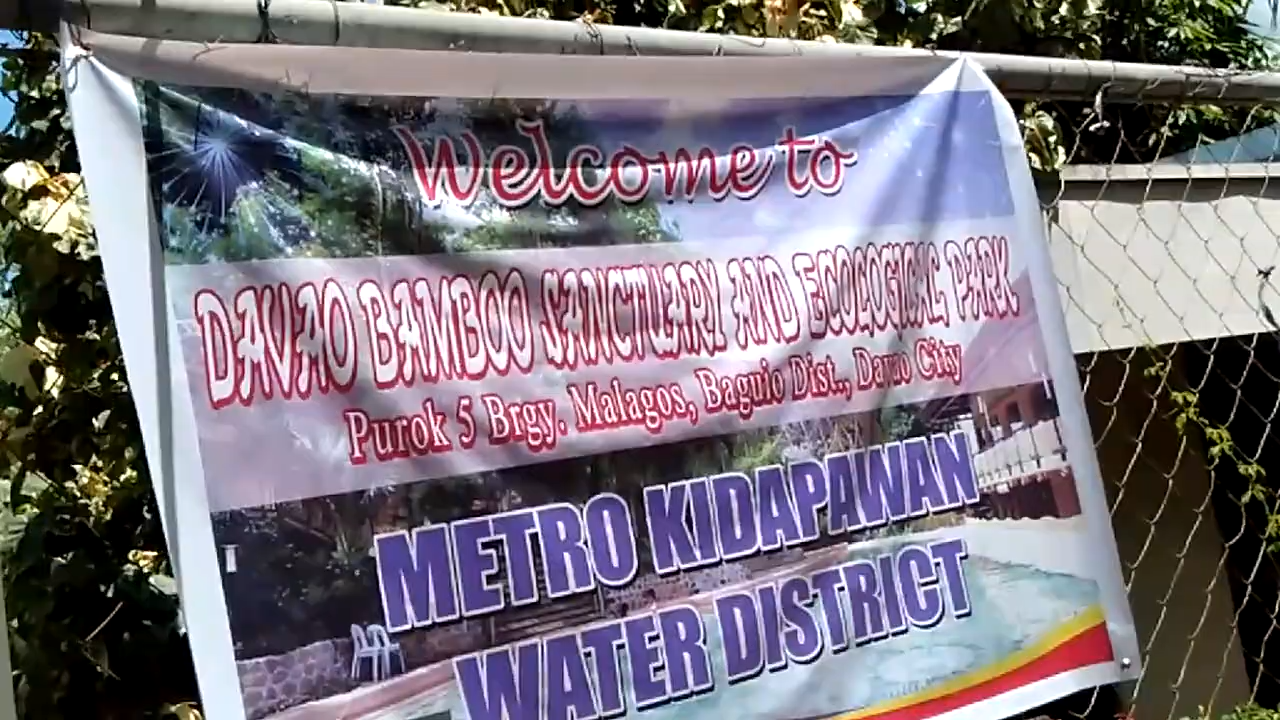 Welcome to
DAVAO BAMBOO SANCTUARY AND ECOLOGICAL PARK
Purok 5 Brgy. Malagos, Baguio Dist., Davao City
METRO KIDAPAWAN
WATER DISTRICT